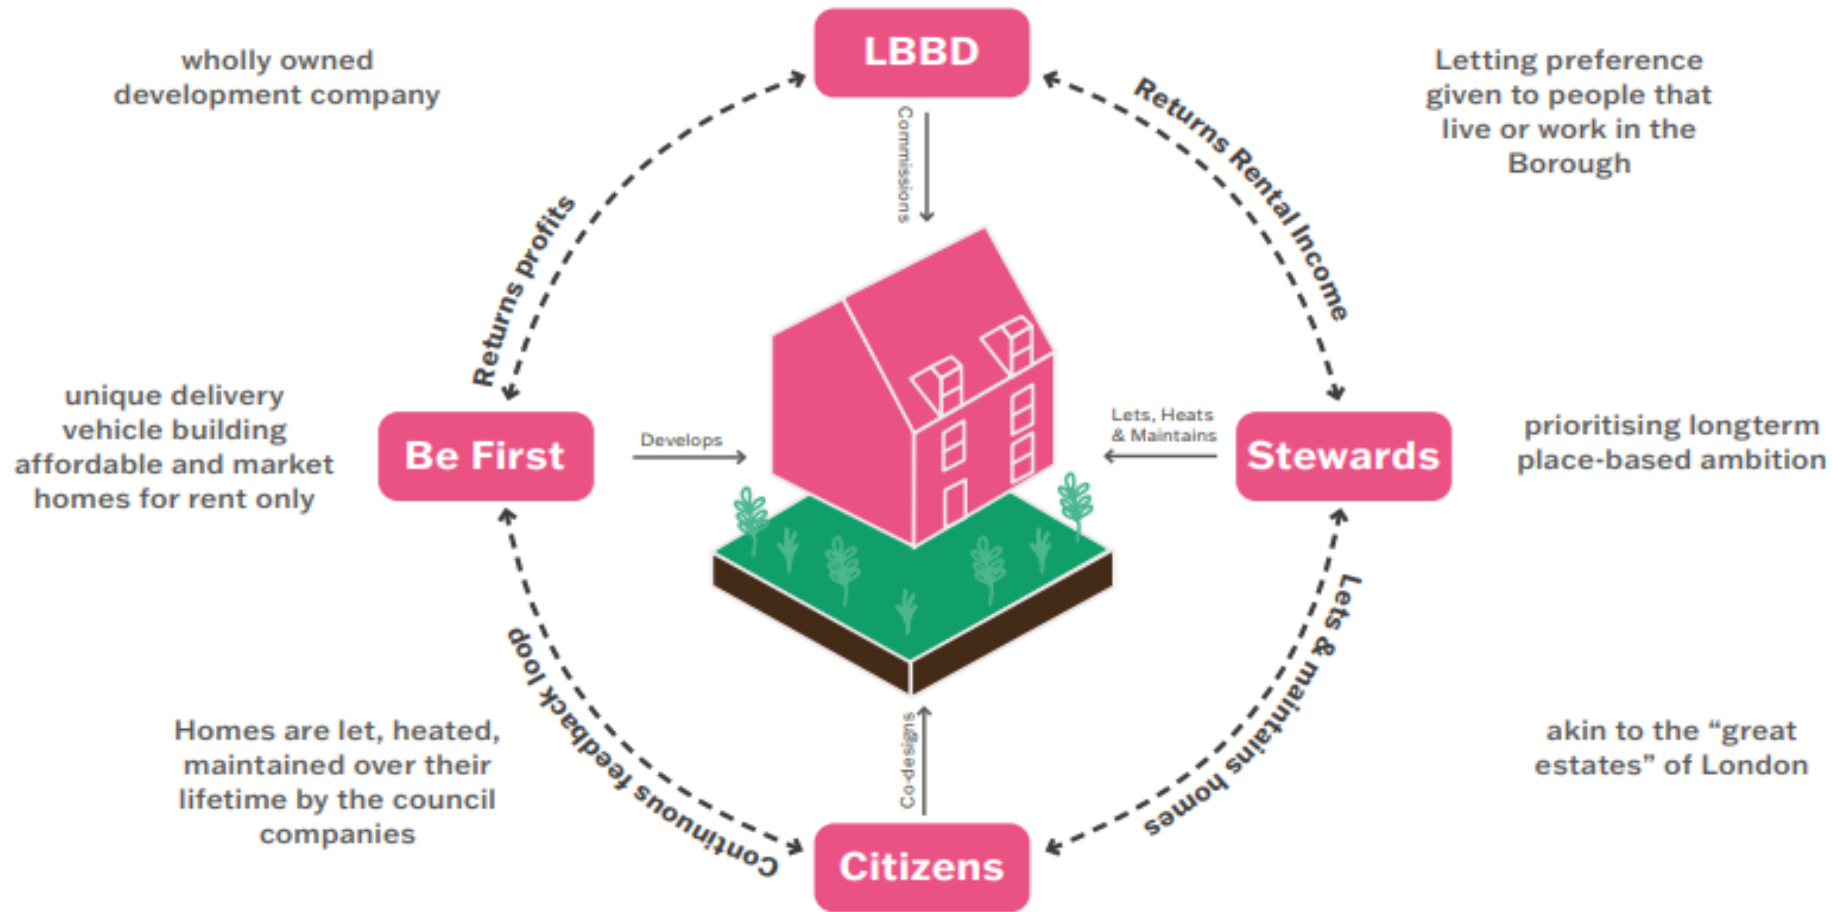 LBBD
wholly owned
development company
Letting preference
given to people that
live or work in the
Borough
Commissions
Returns profits
Returns Rental Income
unique delivery
vehicle building
affordable and market
homes for rent only
Be First
Develops
Lets, Heats
& Maintains
Stewards
prioritising longterm
place-based ambition
Continuous feedback loop
Lets & maintains homes
Homes are let, heated,
maintained over their
lifetime by the council
companies
Co-designs
akin to the “great
estates” of London
Citizens